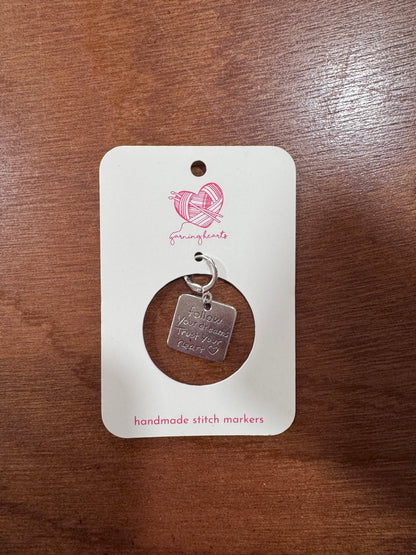 yarning hearts
follow
your dreams
Trust your
heart
handmade stitch markers